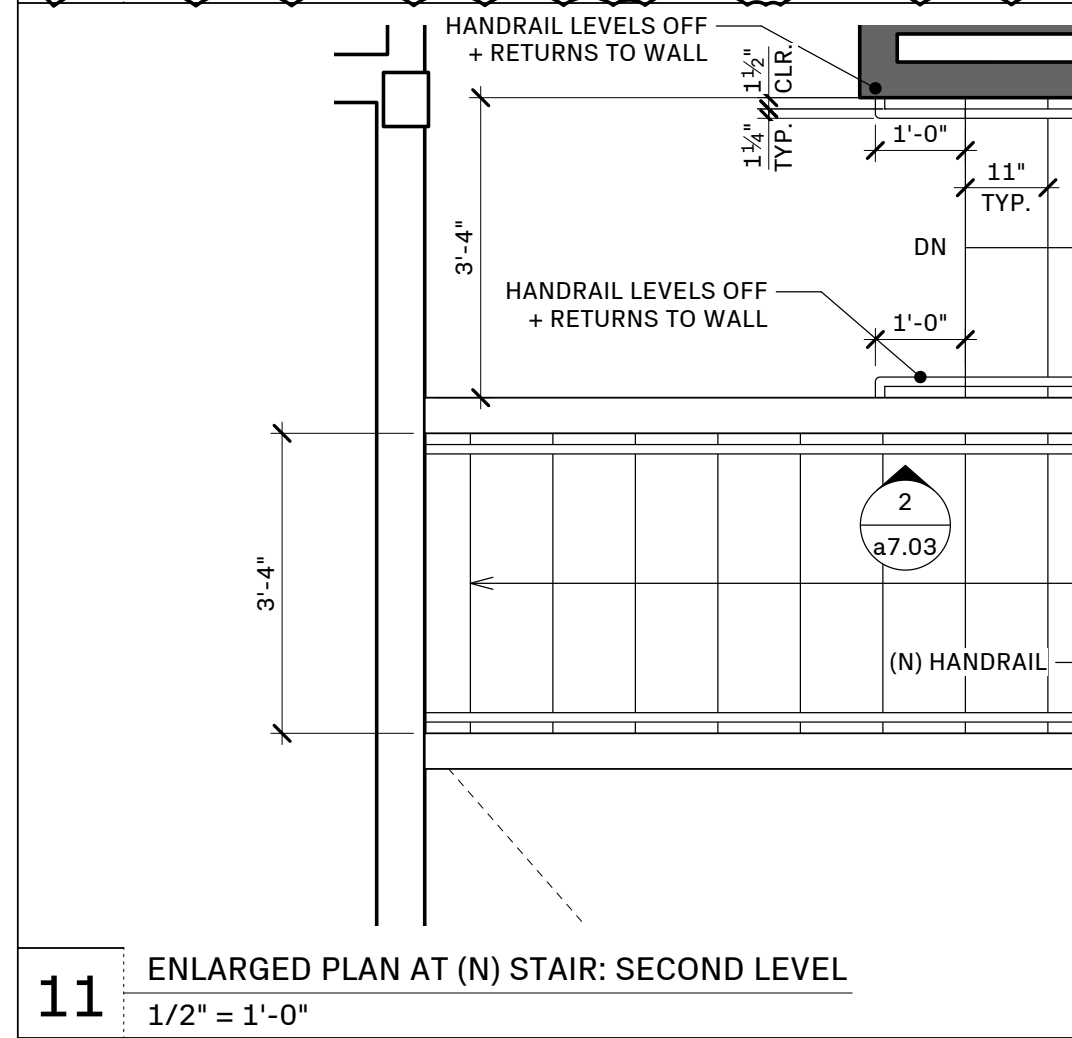 HANDRAIL LEVELS OFF
+ RETURNS TO WALL
1½"
CLR.
1¼"
TYP.
1'-0"
11"
TYP.
3'-4"
DN
HANDRAIL LEVELS OFF
+ RETURNS TO WALL
1'-0"
2
a7.03
3'-4"
(N) HANDRAIL
11
ENLARGED PLAN AT (N) STAIR: SECOND LEVEL
1/2" = 1'-0"